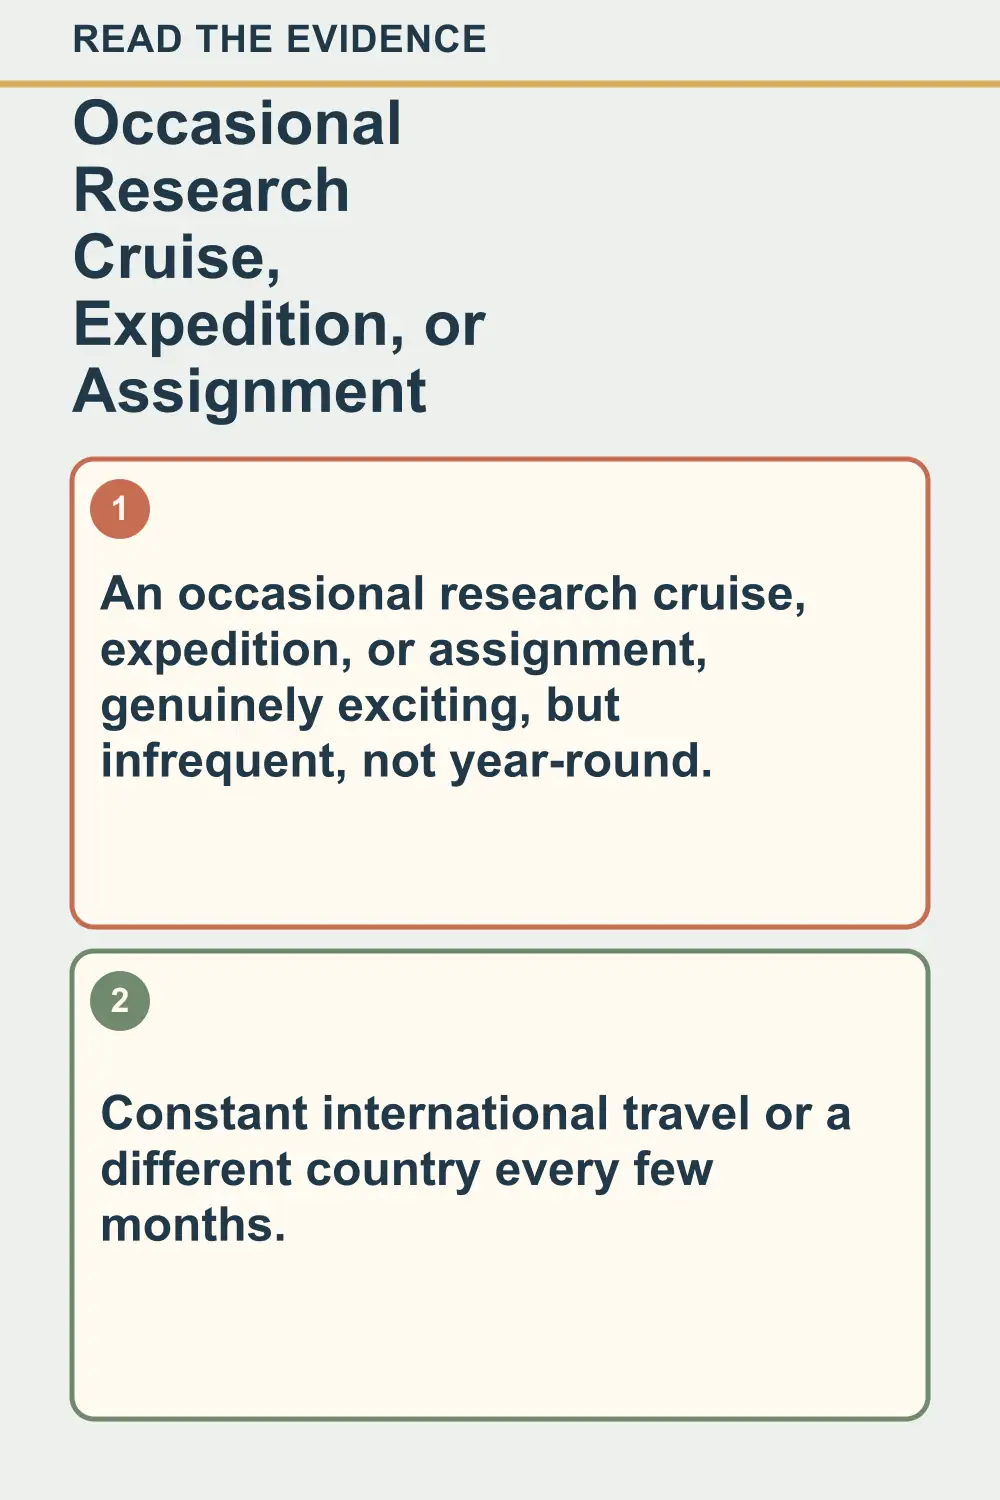 READ THE EVIDENCE
Occasional
Research
Cruise,
Expedition, or
Assignment
1
An occasional research cruise,
expedition, or assignment,
genuinely exciting, but
infrequent, not year-round.
2
Constant international travel or a
different country every few
months.